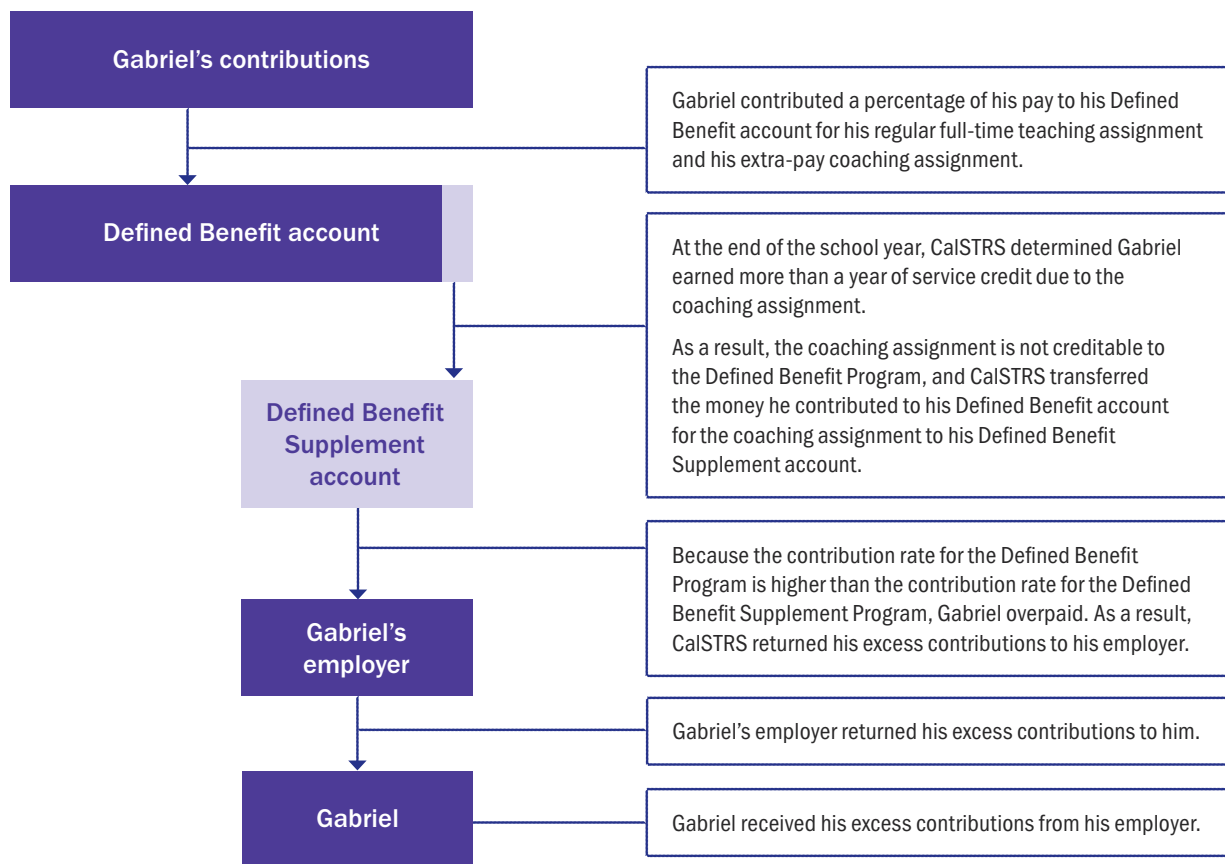 Gabriel’s contributions
Gabriel contributed a percentage of his pay to his Defined
Benefit account for his regular full-time teaching assignment
and his extra-pay coaching assignment.
Defined Benefit account
At the end of the school year, CalSTRS determined Gabriel
earned more than a year of service credit due to the
coaching assignment.
As a result, the coaching assignment is not creditable to
the Defined Benefit Program, and CalSTRS transferred
the money he contributed to his Defined Benefit account
for the coaching assignment to his Defined Benefit
Supplement account.
Defined Benefit
Supplement
account
Because the contribution rate for the Defined Benefit
Program is higher than the contribution rate for the Defined
Benefit Supplement Program, Gabriel overpaid. As a result,
CalSTRS returned his excess contributions to his employer.
Gabriel’s
employer
Gabriel’s employer returned his excess contributions to him.
Gabriel
Gabriel received his excess contributions from his employer.